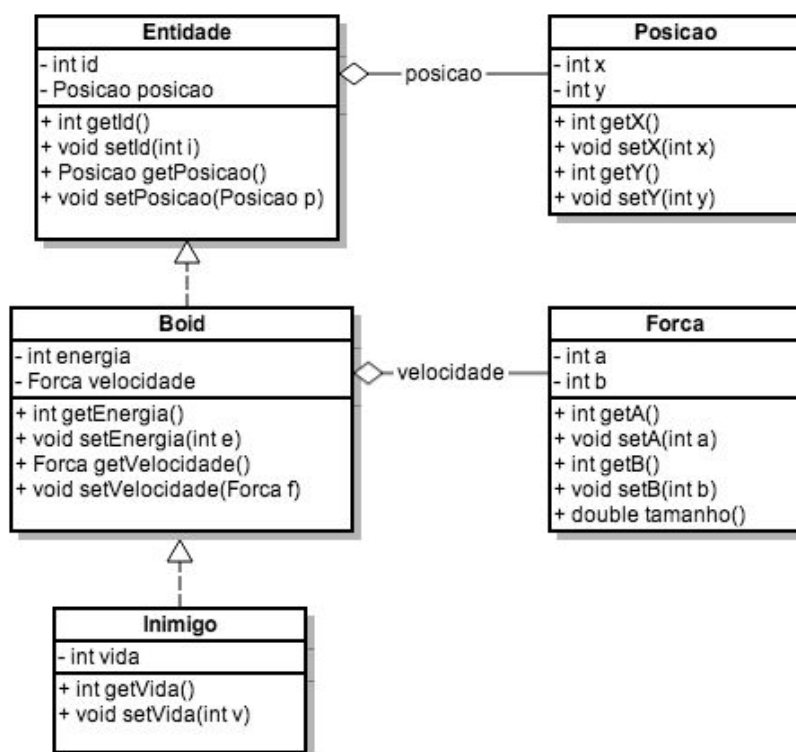 Entidade
- int id
- Posicao posicao
+ int getId()
+ void setId(int i)
+ Posicao getPosicao()
+ void setPosicao(Posicao p)
posicao
Posicao
- int x
- int y
+ int getX()
+ void setX(int x)
+ int getY()
+ void setY(int y)
Boid
- int energia
- Forca velocidade
+ int getEnergia()
+ void setEnergia(int e)
+ Forca getVelocidade()
+ void setVelocidade(Forca f)
velocidade
Forca
- int a
- int b
+ int getA()
+ void setA(int a)
+ int getB()
+ void setB(int b)
+ double tamanho()
Inimigo
- int vida
+ int getVida()
+ void setVida(int v)